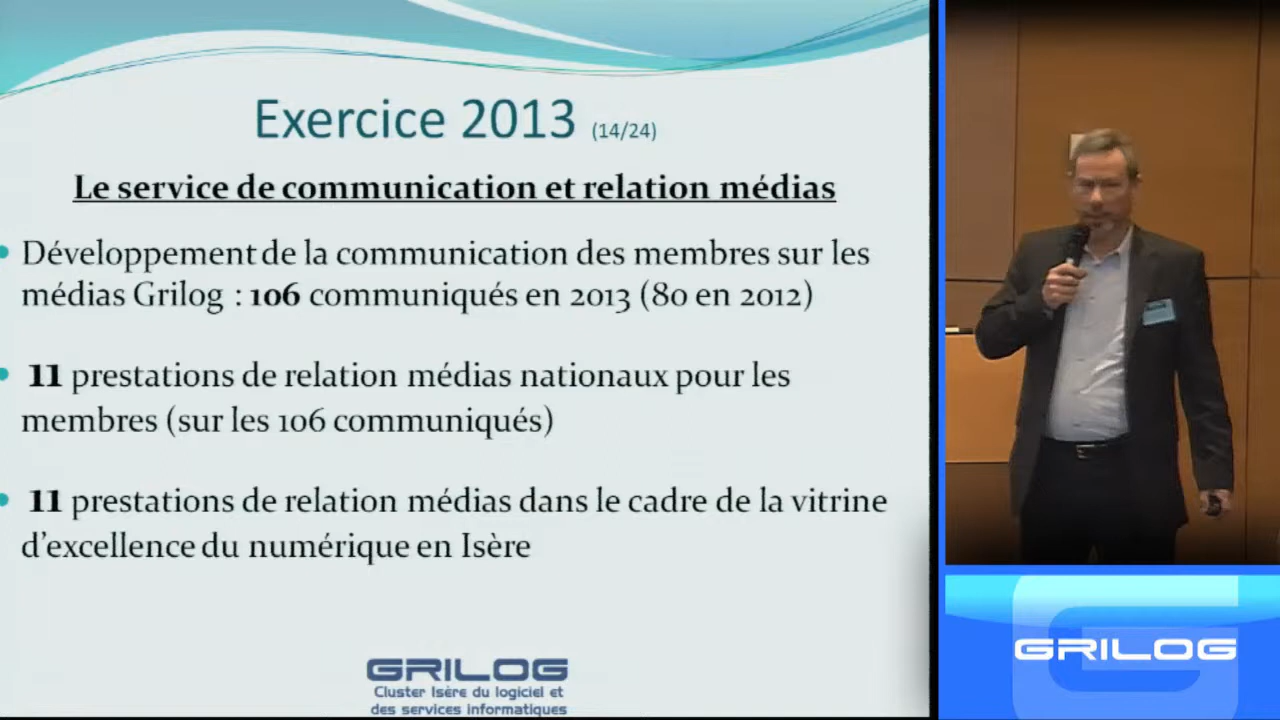 Exercice 2013 (14/24)
Le service de communication et relation médias
Développement de la communication des membres sur les
médias Grilog : 106 communiqués en 2013 (80 en 2012)
11 prestations de relation médias nationaux pour les
membres (sur les 106 communiqués)
11 prestations de relation médias dans le cadre de la vitrine
d'excellence du numérique en Isère
GRILOG
Cluster Isère du logiciel et
des services informatiques
GRILOG